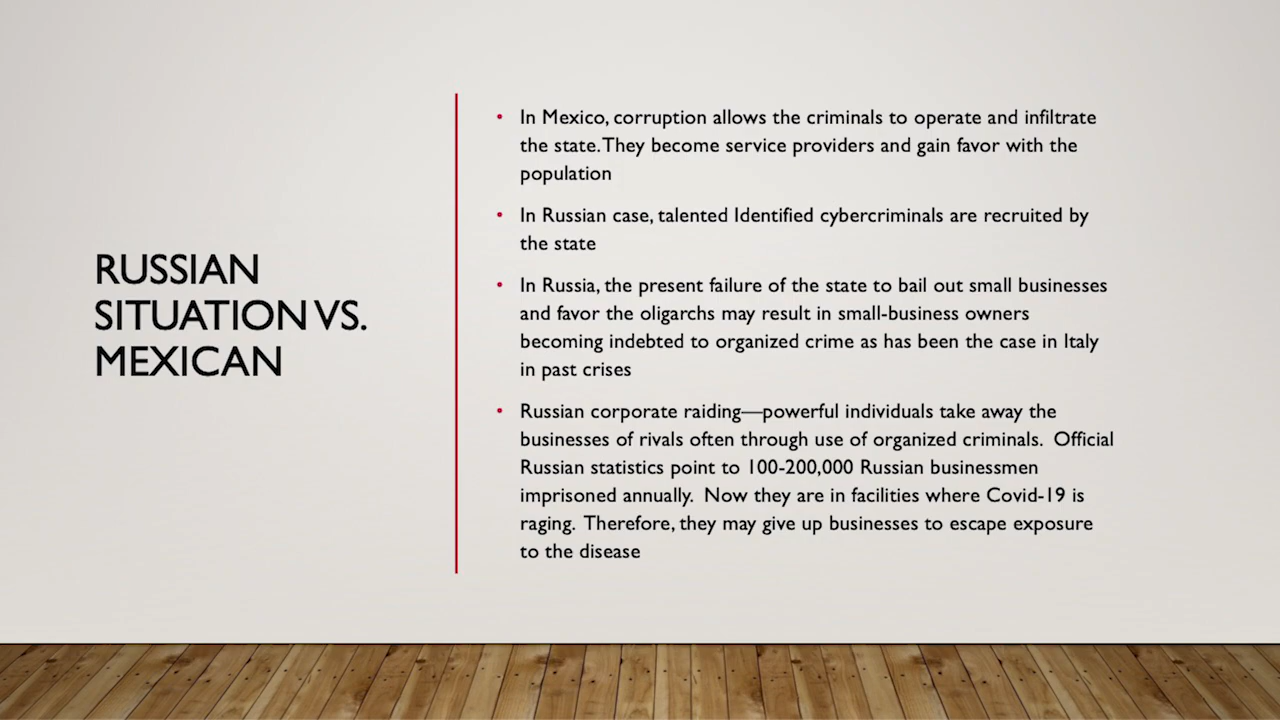 RUSSIAN
SITUATION VS.
MEXICAN
• In Mexico, corruption allows the criminals to operate and infiltrate
the state. They become service providers and gain favor with the
population
• In Russian case, talented Identified cybercriminals are recruited by
the state
• In Russia, the present failure of the state to bail out small businesses
and favor the oligarchs may result in small-business owners
becoming indebted to organized crime as has been the case in Italy
in past crises
• Russian corporate raiding—powerful individuals take away the
businesses of rivals often through use of organized criminals.  Official
Russian statistics point to 100-200,000 Russian businessmen
imprisoned annually.  Now they are in facilities where Covid-19 is
raging.  Therefore, they may give up businesses to escape exposure
to the disease